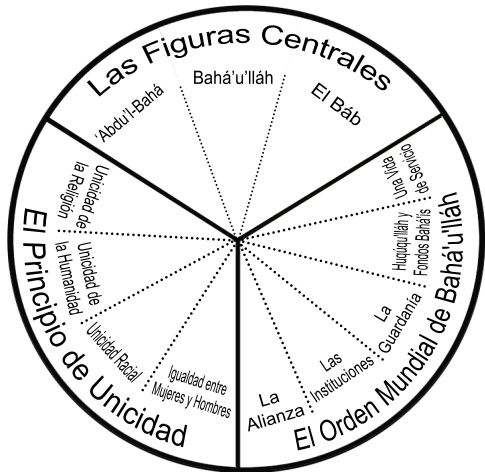 Las Figuras Centrales
'Abdu'l-Bahá
Bahá'u'lláh
El Báb
El Orden Mundial de Bahá'u'lláh
Una Vida
de Servicio
Huqúqu'lláh y
Fondos Bahá'ís
La
Guardanía
Las
Instituciones
La
Alianza
El Principio de Unicidad
Unicidad de
la Religión
Unicidad de
la Humanidad
Unicidad Racial
Igualdad entre
Mujeres y Hombres